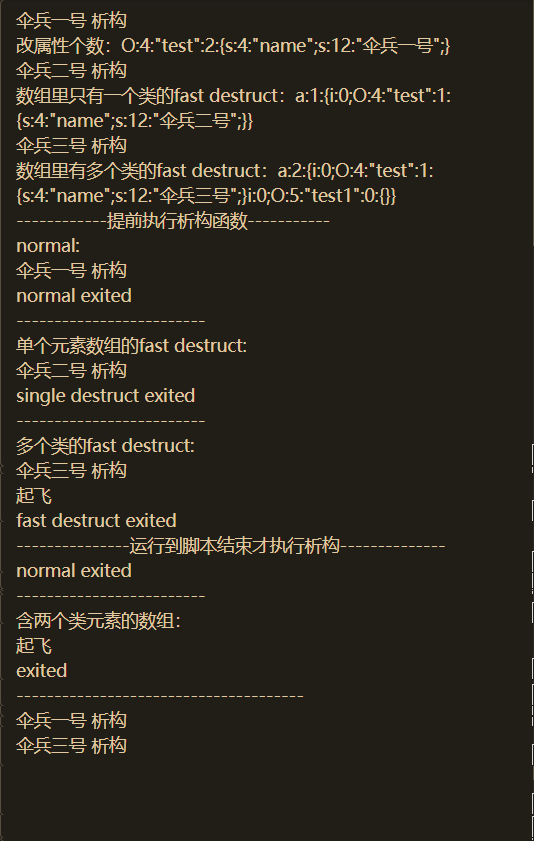 伞兵一号 析构
改属性个数：O:4:"test":2:{s:4:"name";s:12:"伞兵一号";}
伞兵二号 析构
数组里只有一个类的fast destruct：a:1:{i:0;O:4:"test":1:
{s:4:"name";s:12:"伞兵二号";}}
伞兵三号 析构
数组里有多个类的fast destruct：a:2:{i:0;O:4:"test":1:
{s:4:"name";s:12:"伞兵三号";}i:0;O:5:"test1":0:{}}
------------提前执行析构函数-----------
normal:
伞兵一号 析构
normal exited
-------------------------
单个元素数组的fast destruct:
伞兵二号 析构
single destruct exited
-------------------------
多个类的fast destruct:
伞兵三号 析构
起飞
fast destruct exited
---------------运行到脚本结束才执行析构--------------
normal exited
-------------------------
含两个类元素的数组：
起飞
exited
--------------------------------------
伞兵一号 析构
伞兵三号 析构